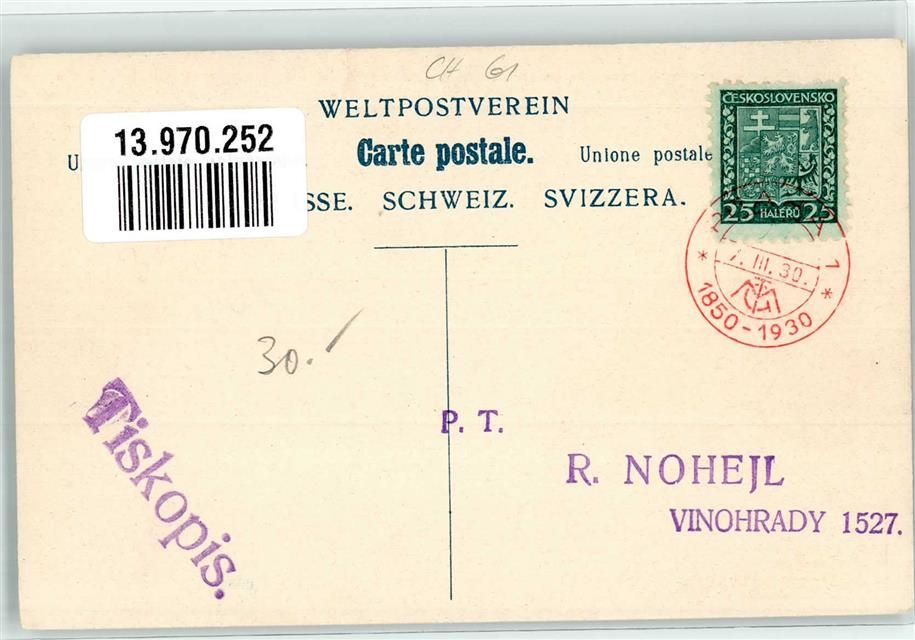 CH 61
WELTPOSTVEREIN
13.970.252
Carte postale.
Unione postale
SSE. SCHWEIZ. SVIZZERA.
ČESKOSLOVENSKO
25 HALÉŘŮ 25
1
7. III. 30.
1850-1930
30.-
Tiskopis.
P. T.
R. NOHEJL
VINOHRADY 1527.